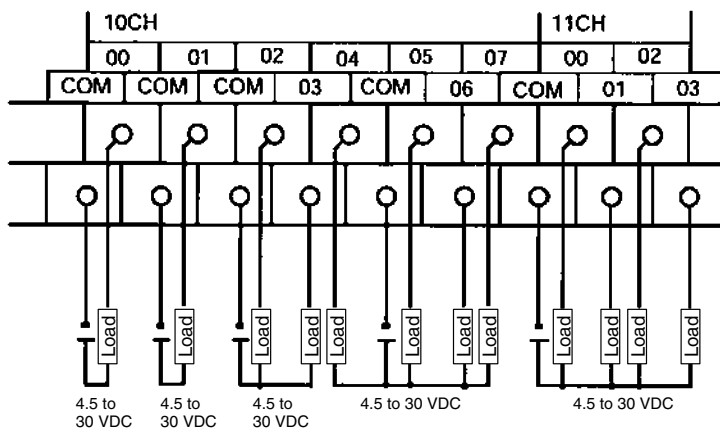 10CH 11CH
00 01 02 04 05 07 00 02
COM COM COM 03 COM 06 COM 01 03
Load Load Load Load Load Load Load Load Load Load Load Load
4.5 to 4.5 to 4.5 to 4.5 to 30 VDC 4.5 to 30 VDC
30 VDC 30 VDC 30 VDC